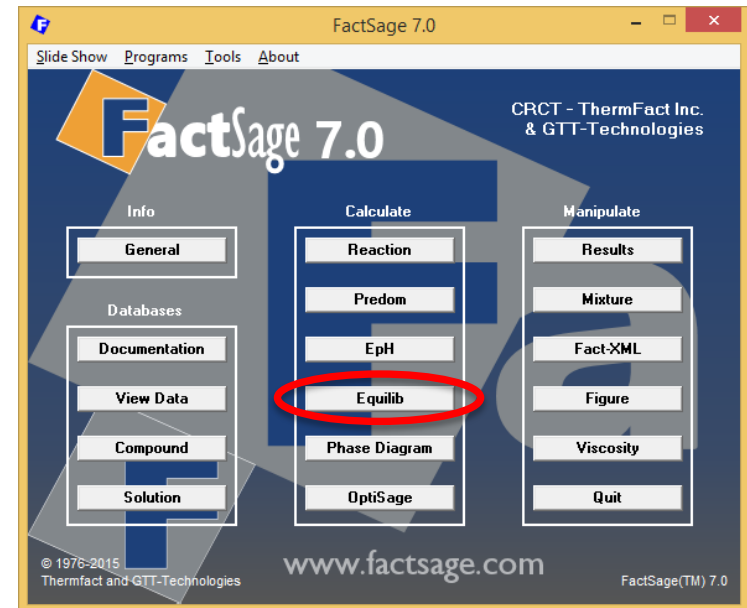 FactSage 7.0
Slide Show Programs Tools About
FactSage 7.0
CRCT - ThermFact Inc.
& GTT-Technologies
Info
General
Databases
Documentation
View Data
Compound
Solution
Calculate
Reaction
Predom
EpH
Equilib
Phase Diagram
OptiSage
Manipulate
Results
Mixture
Fact-XML
Figure
Viscosity
Quit
© 1976-2015
Thermfact and GTT-Technologies
www.factsage.com
FactSage(TM) 7.0